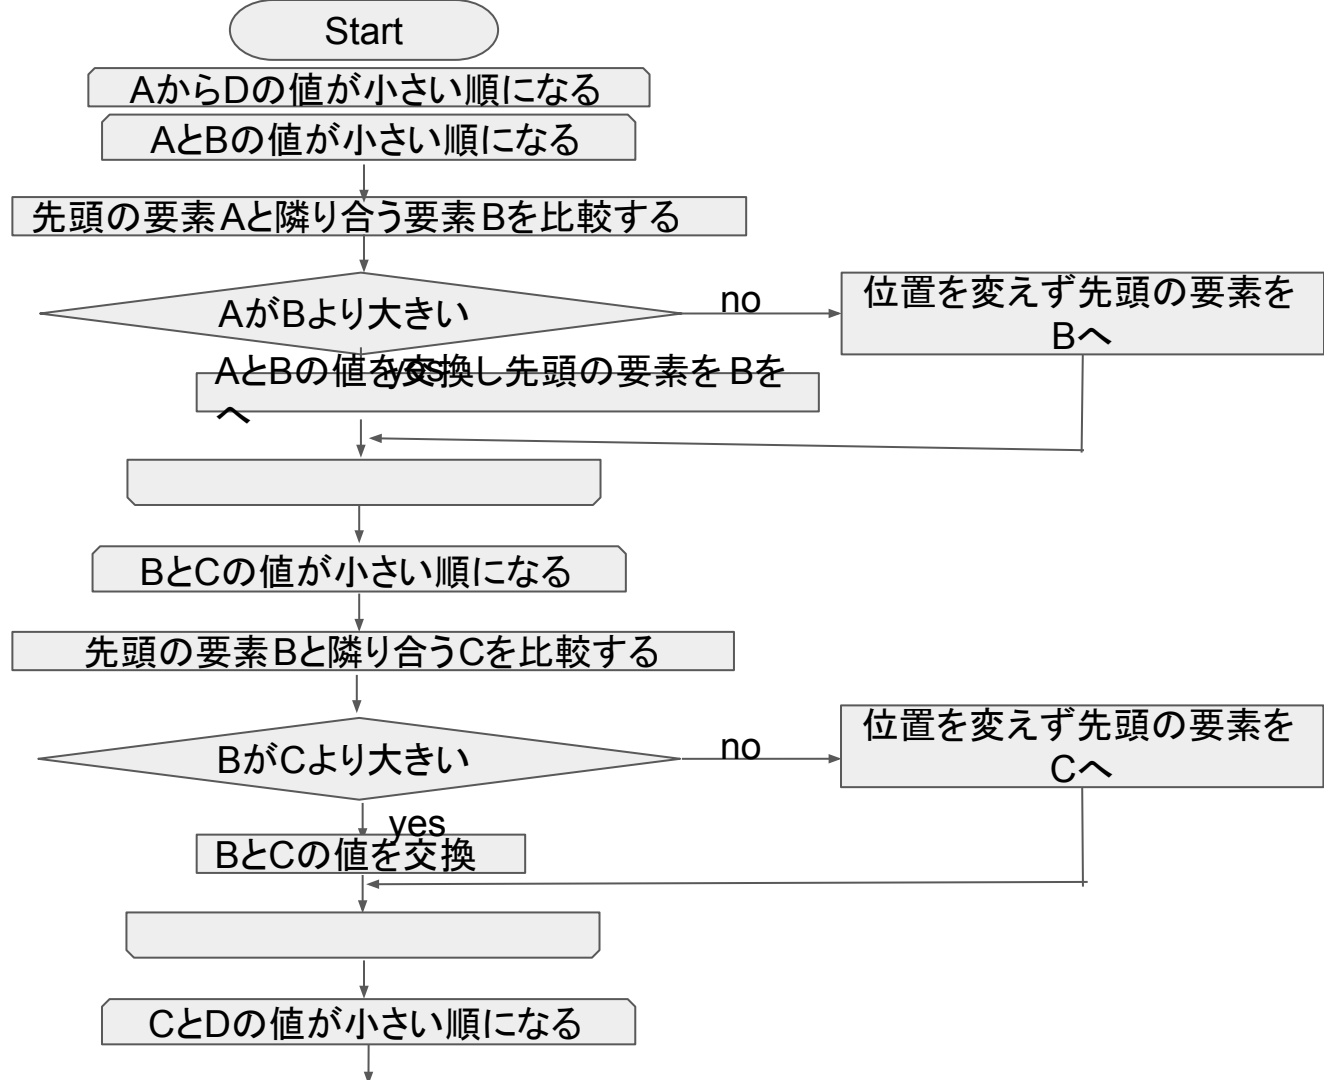 Start
AからDの値が小さい順になる
AとBの値が小さい順になる
先頭の要素Aと隣り合う要素Bを比較する
AがBより大きい
no
位置を変えず先頭の要素を
Bへ
yes
AとBの値を交換し先頭の要素をBを
へ
BとCの値が小さい順になる
先頭の要素Bと隣り合うCを比較する
BがCより大きい
no
位置を変えず先頭の要素を
Cへ
yes
BとCの値を交換
CとDの値が小さい順になる